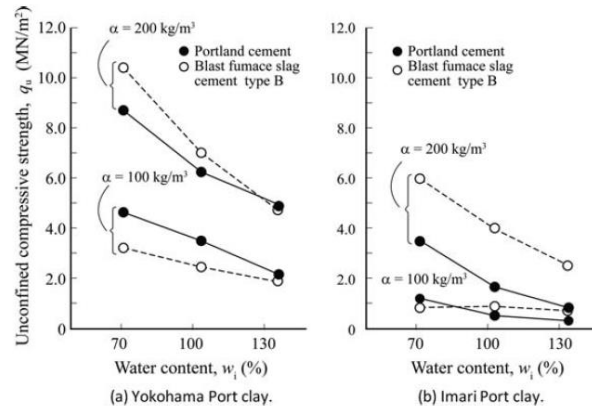 Unconfined compressive strength, qu (MN/m²)
12.0
10.0
8.0
6.0
4.0
2.0
0
α = 200 kg/m³
Portland cement
Blast fumace slag
cement type B
α = 100 kg/m³
70
100
130
Water content, wi (%)
(a) Yokohama Port clay.
12.0
10.0
8.0
6.0
4.0
2.0
0
Portland cement
Blast fumace slag
cement type B
α = 200 kg/m³
α = 100 kg/m³
70
100
130
Water content, wi (%)
(b) Imari Port clay.